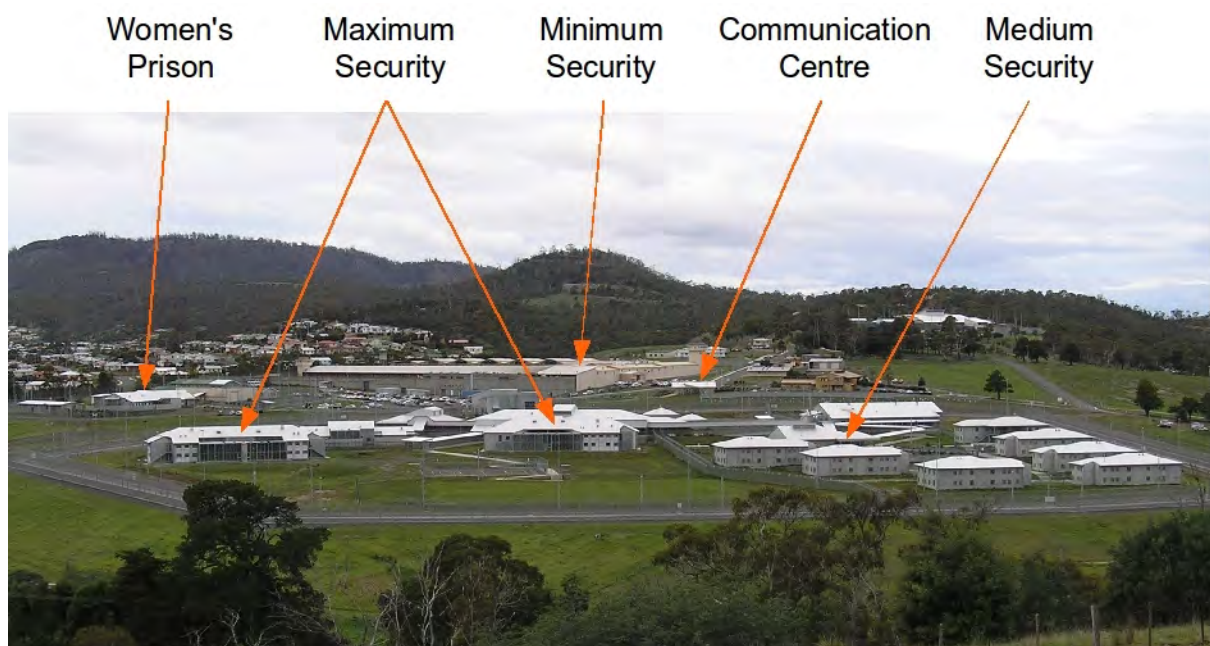 Women's
Prison
Maximum
Security
Minimum
Security
Communication
Centre
Medium
Security